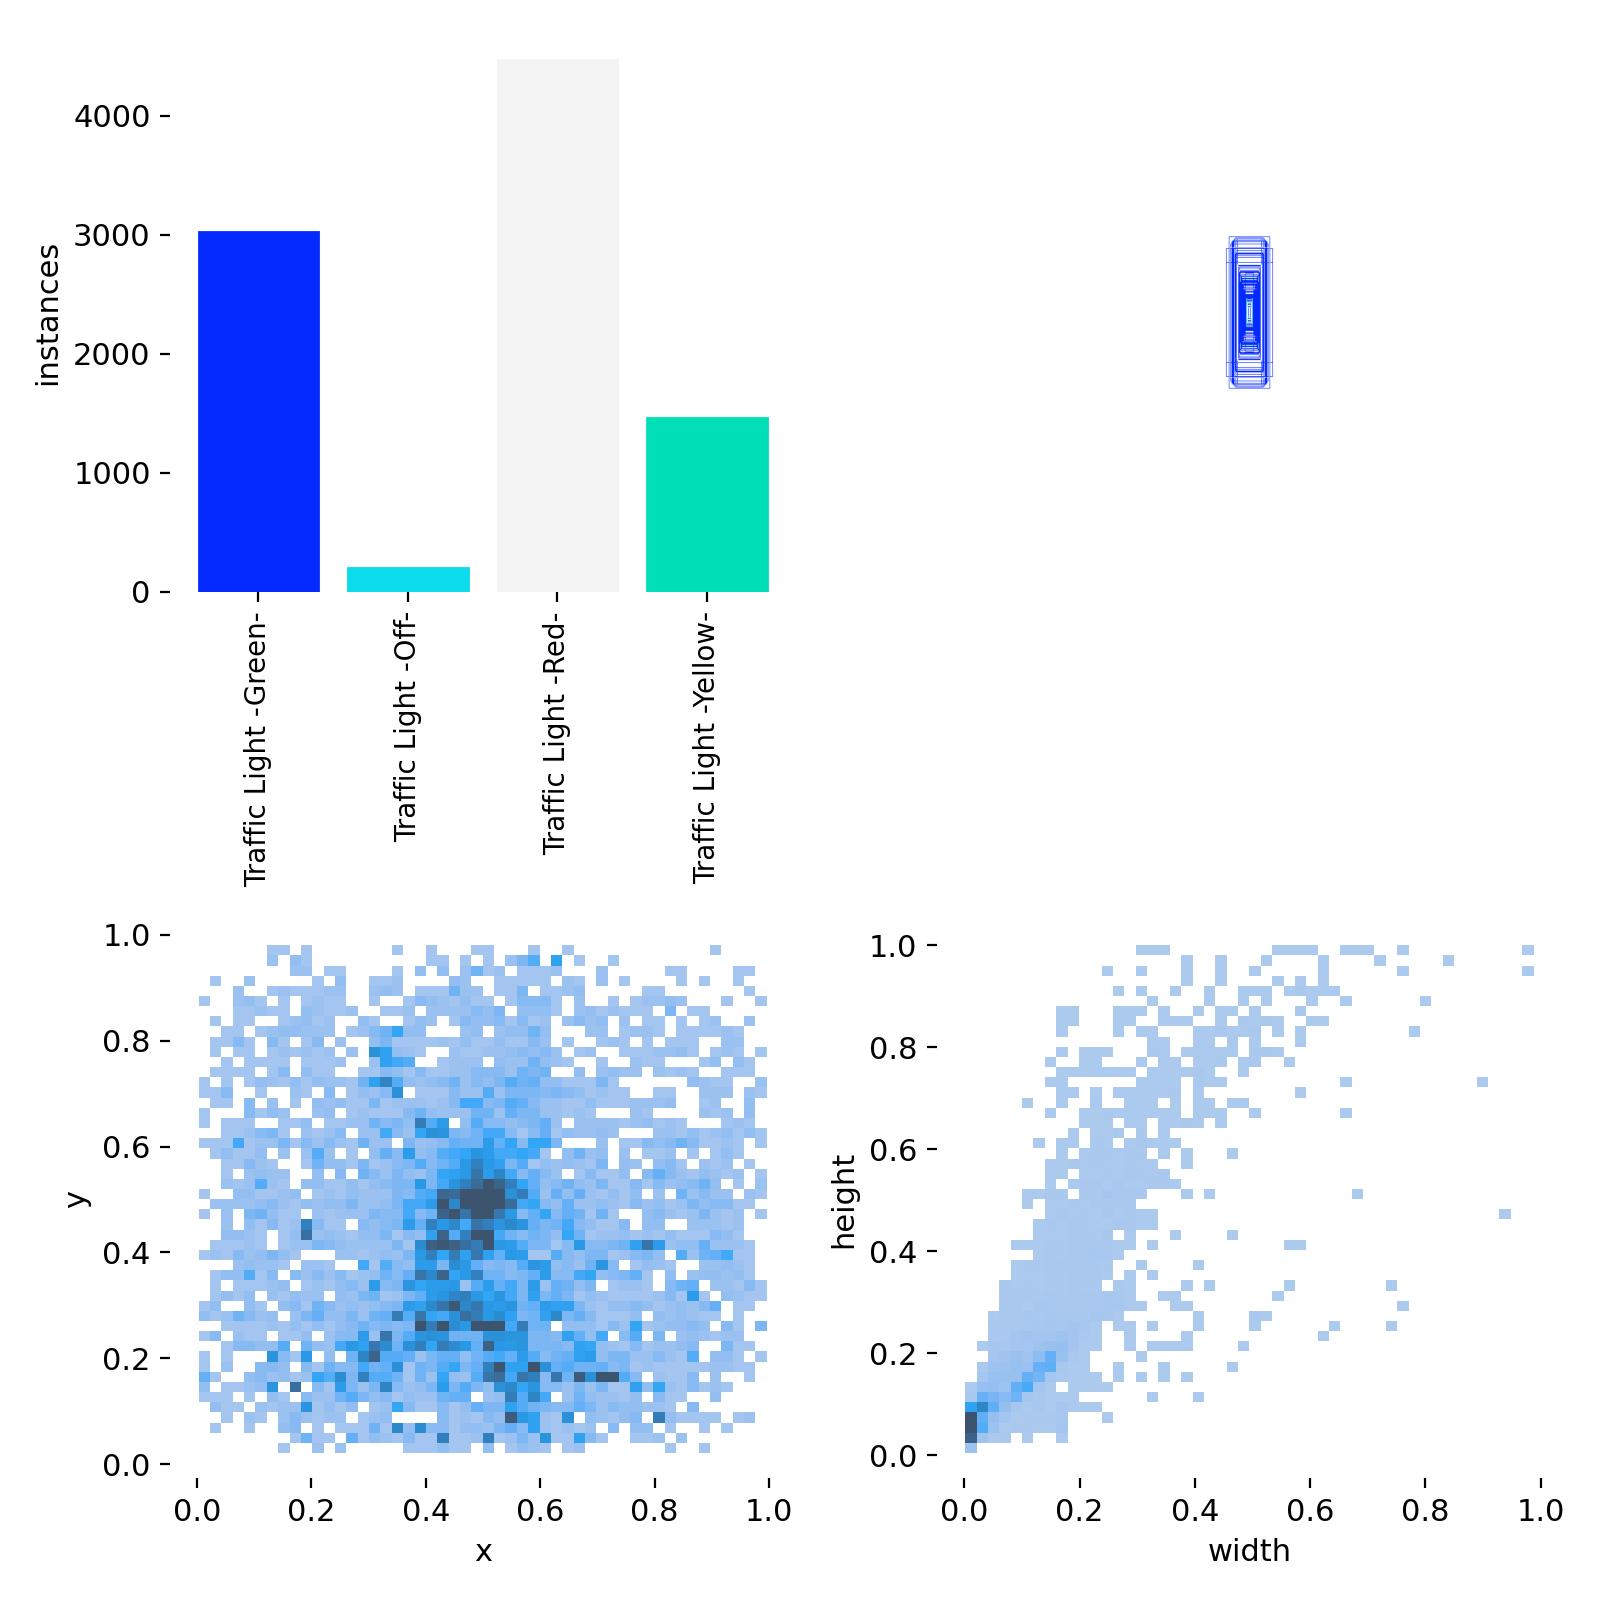 4000
3000
2000
1000
0
instances
Traffic Light -Green-
Traffic Light -Off-
Traffic Light -Red-
Traffic Light -Yellow-
1.0
0.8
0.6
0.4
0.2
0.0
y
0.0 0.2 0.4 0.6 0.8 1.0
x
1.0
0.8
0.6
0.4
0.2
0.0
height
0.0 0.2 0.4 0.6 0.8 1.0
width